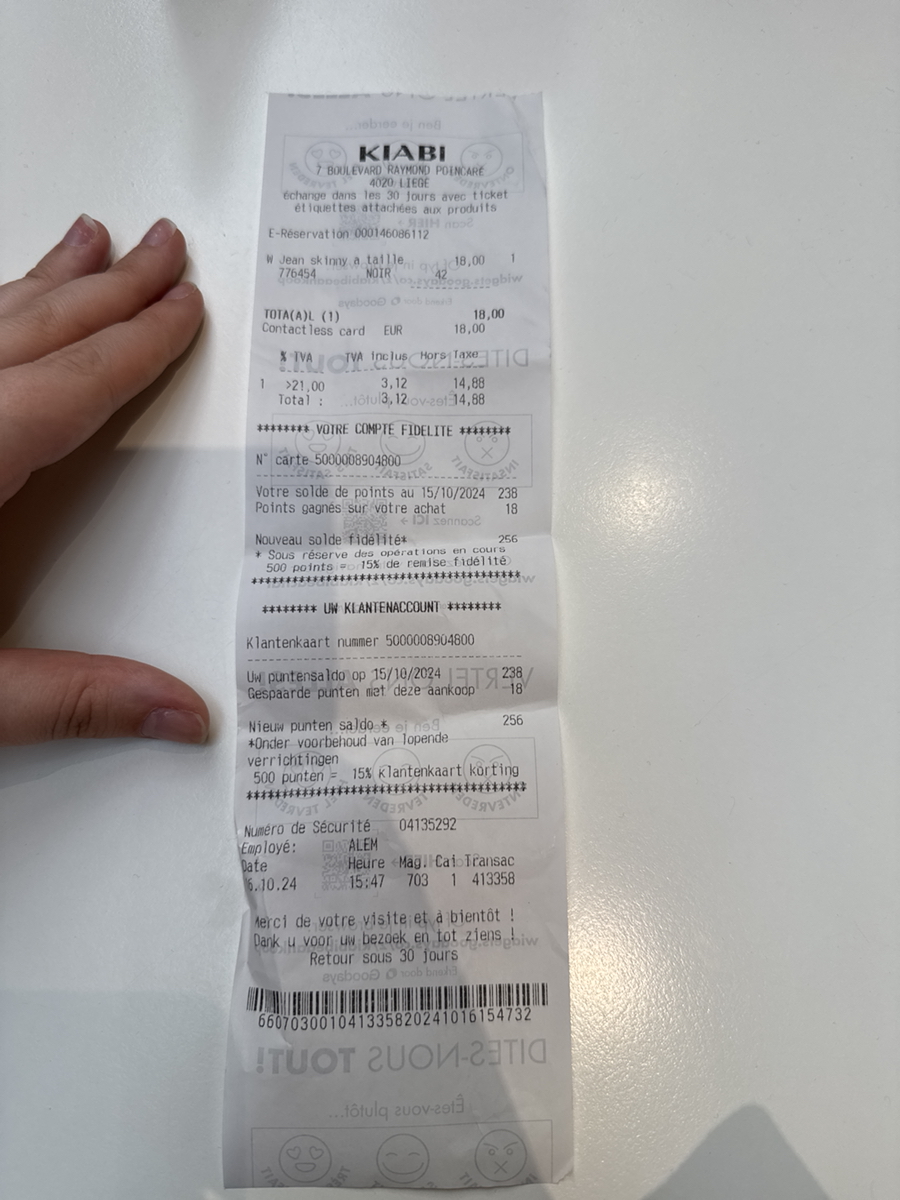 KIABI
7 BOULEVARD RAYMOND POINCARE
4020 LIEGE
échange dans les 30 jours avec ticket
étiquettes attachées aux produits
E-Réservation 000146086112
W Jean skinny a taille 18,00 1
776454 NOIR 42
TOTA(A)L (1) 18,00
Contactless card EUR 18,00
% TVA TVA Inclus Hors Taxe
1 >21,00 3,12 14,88
Total : 3,12 14,88
******** VOTRE COMPTE FIDELITE ********
N° carte 5000008904800
Votre solde de points au 15/10/2024 238
Points gagnés sur votre achat 18
Nouveau solde fidélité* 256
* Sous réserve des opérations en cours
500 points = 15% de remise fidélité
******** UW KLANTENACCOUNT ********
Klantenkaart nummer 5000008904800
Uw puntensaldo op 15/10/2024 238
Gespaarde punten met deze aankoop 18
Nieuw punten saldo * 256
*Onder voorbehoud van lopende
verrichtingen
500 punten = 15% Klantenkaart korting
Numéro de Sécurité 04135292
Employé: ALEM
Date Heure Mag. Cai Transac
6.10.24 15:47 703 1 413358
Merci de votre visite et à bientôt !
Dank u voor uw bezoek en tot ziens !
Retour sous 30 jours
660703001041335820241016154732
DITES-NOUS TOUT!
Êtes-vous plutôt...